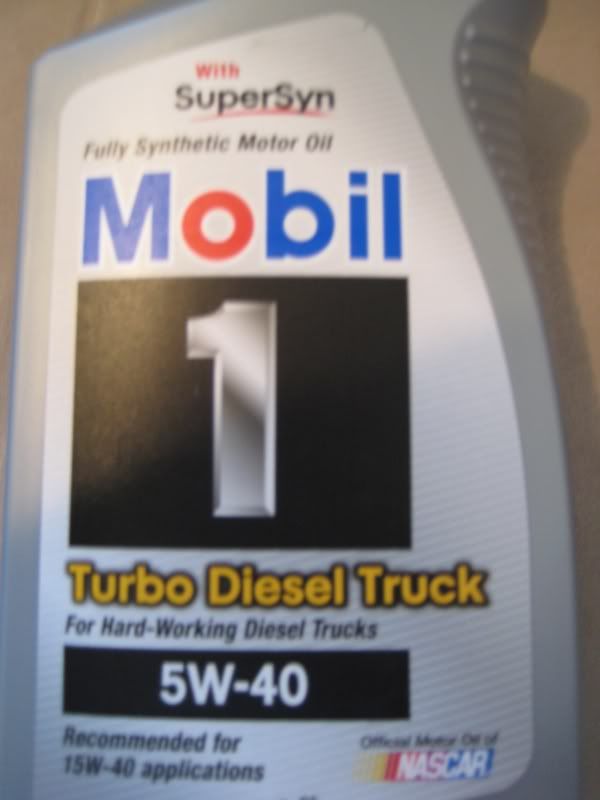 With
SuperSyn
Fully Synthetic Motor Oil
Mobil
1
Turbo Diesel Truck
For Hard-Working Diesel Trucks
5W-40
Recommended for
15W-40 applications
Official Motor Oil of
NASCAR